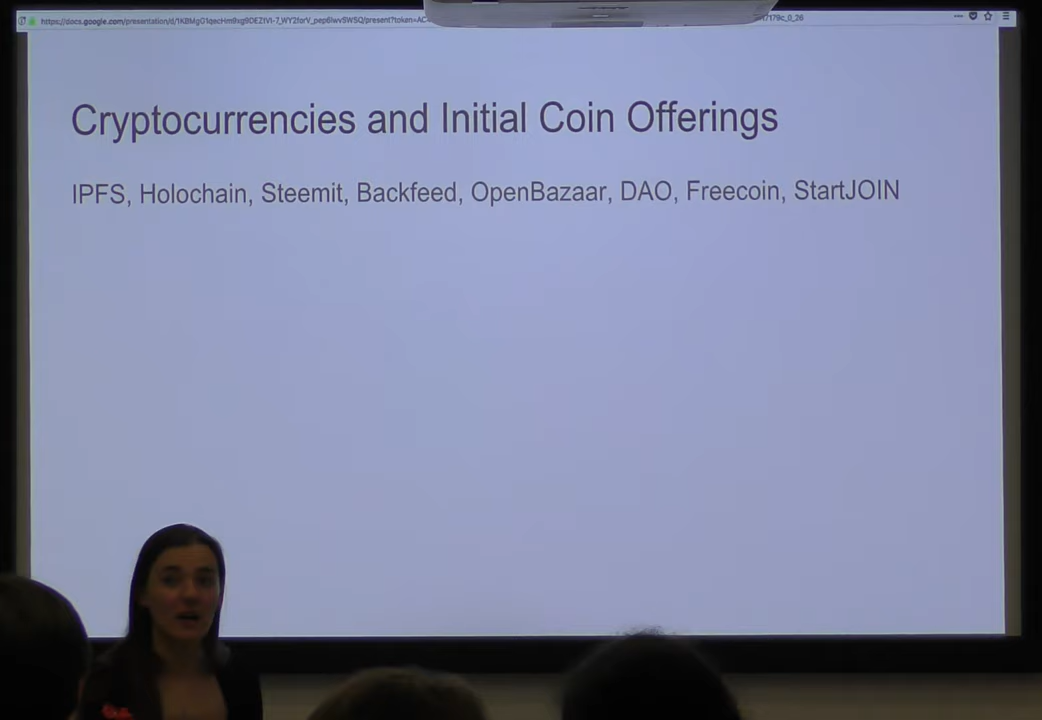 Cryptocurrencies and Initial Coin Offerings
IPFS, Holochain, Steemit, Backfeed, OpenBazaar, DAO, Freecoin, StartJOIN